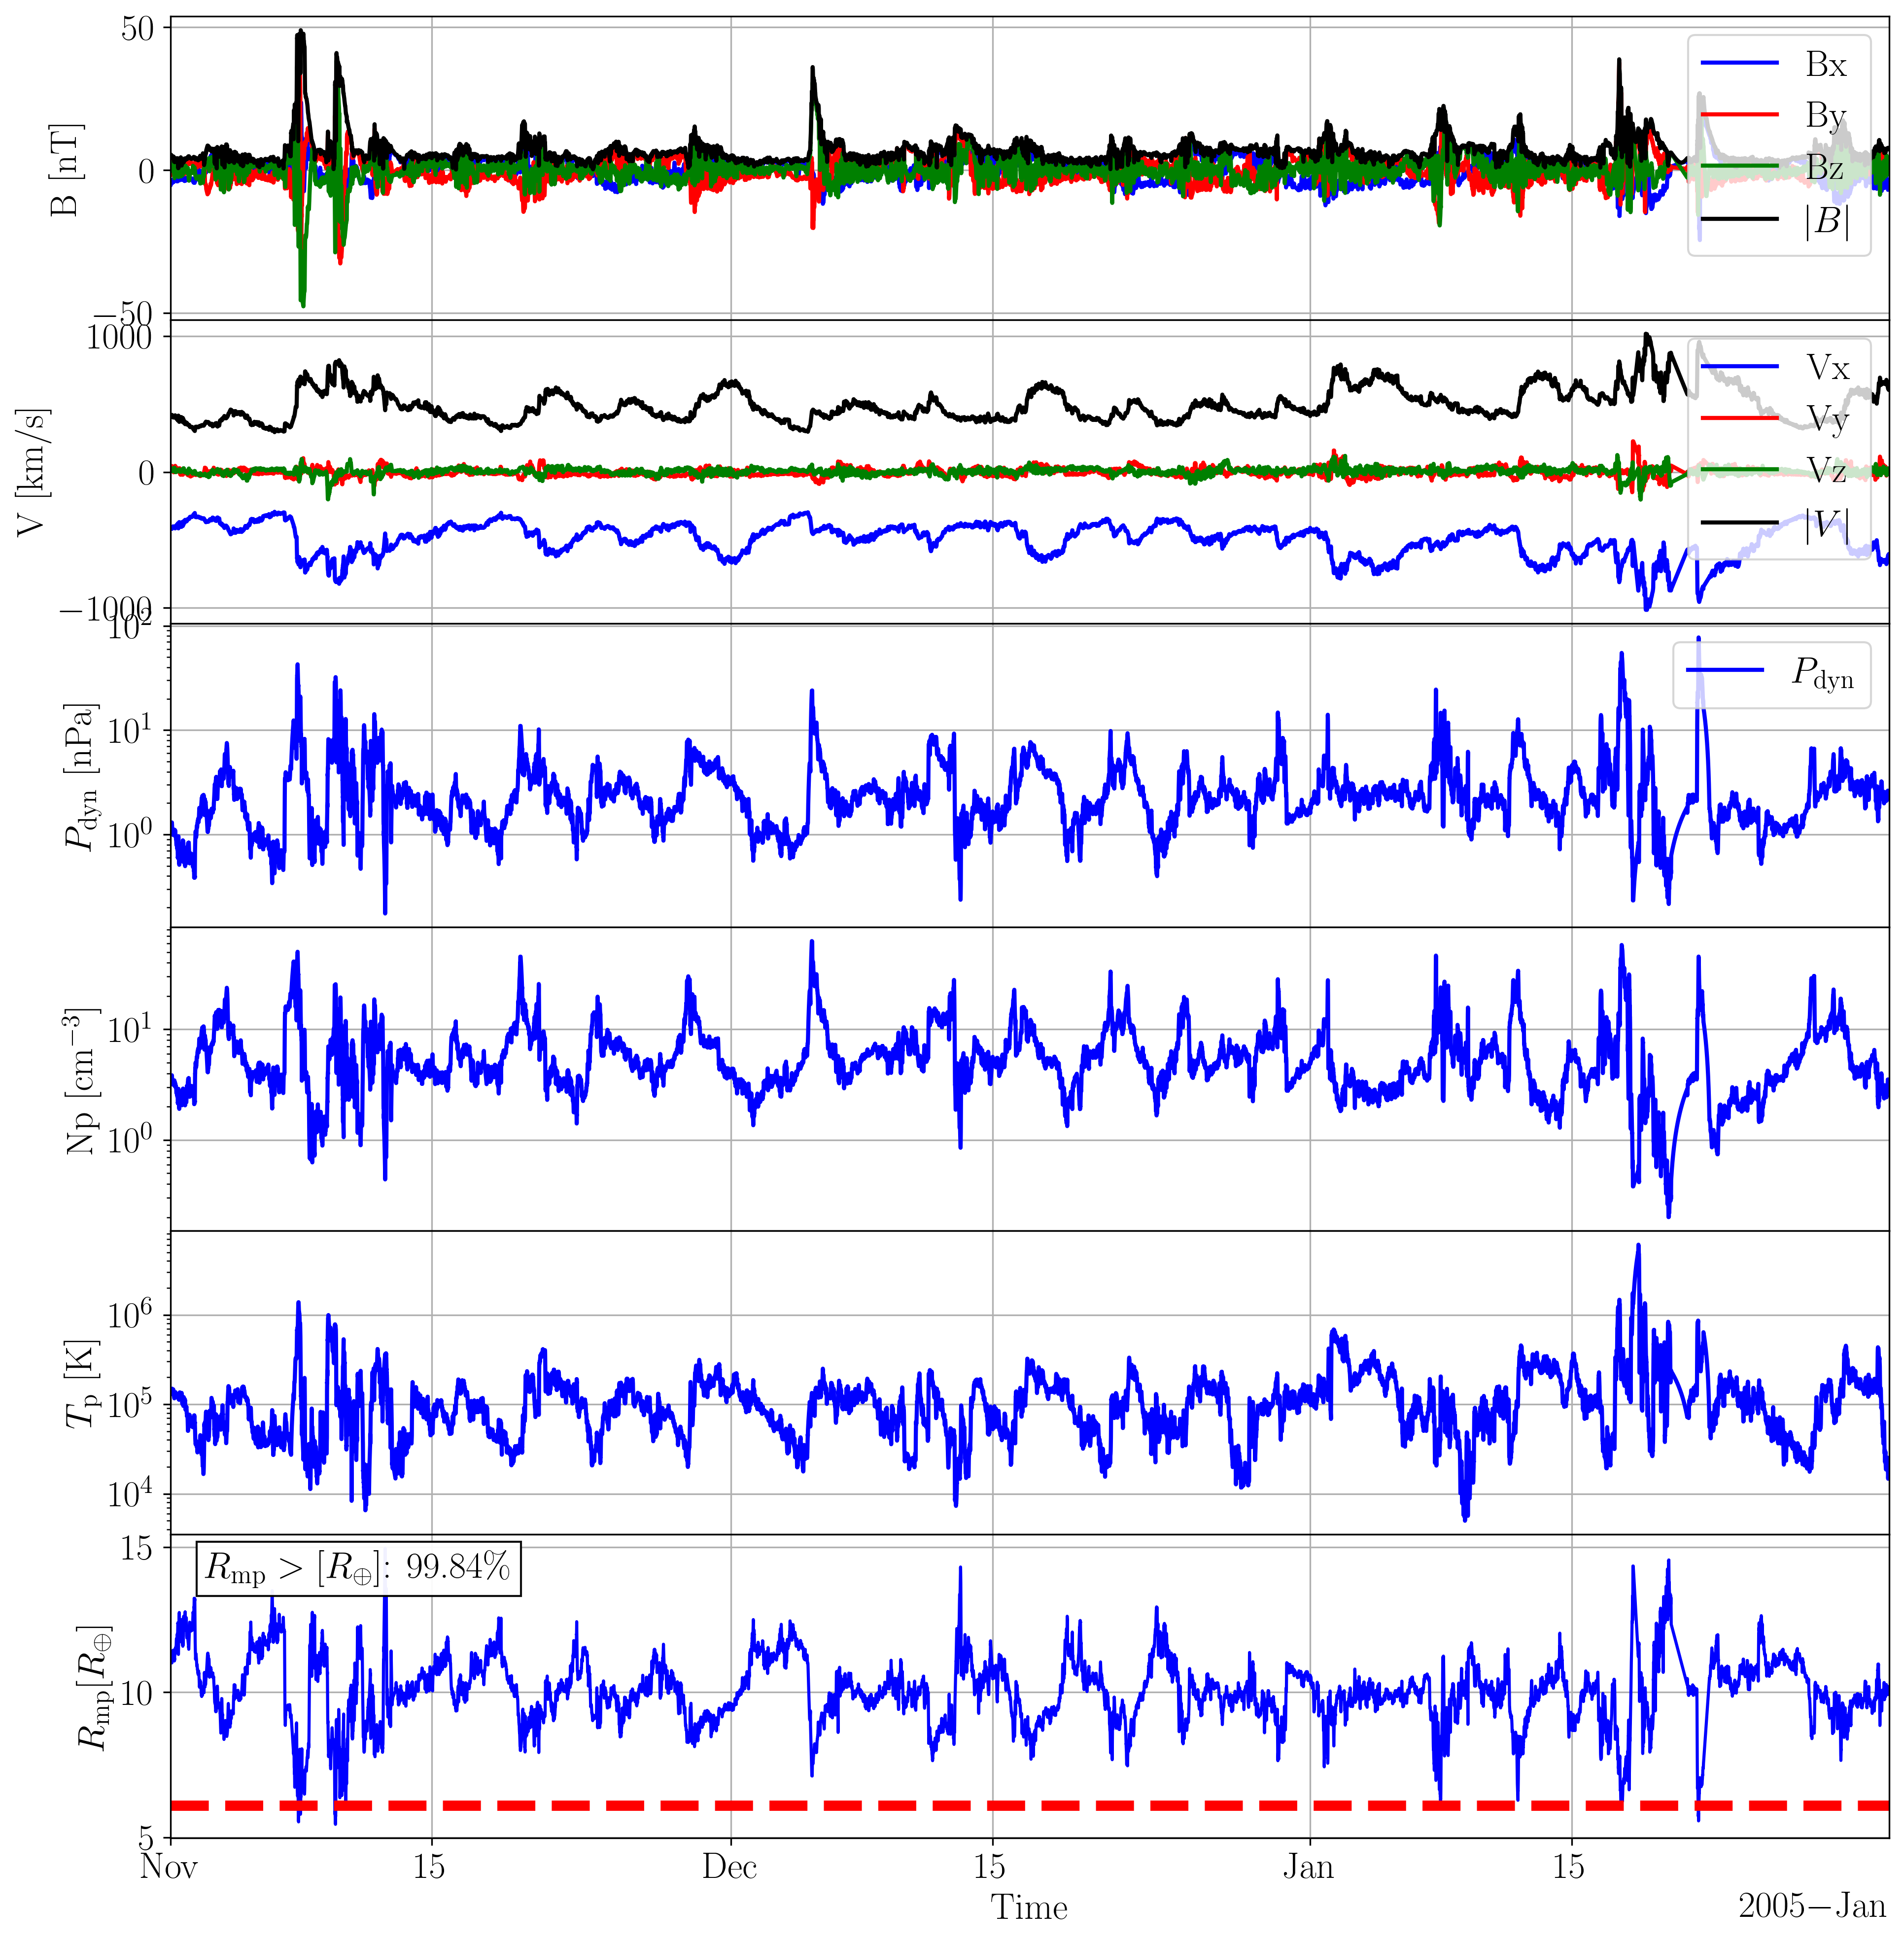 50
0
−50
B [nT]
Bx
By
Bz
|B|
1000
0
−1000
V [km/s]
Vx
Vy
Vz
|V|
10²
10¹
10⁰
P_dyn [nPa]
P_dyn
10¹
10⁰
Np [cm⁻³]
10⁶
10⁵
10⁴
T_p [K]
15
10
5
R_mp[R_⊕]
R_mp > [R_⊕]: 99.84%
Nov 15 Dec 15 Jan 15
Time
2005−Jan